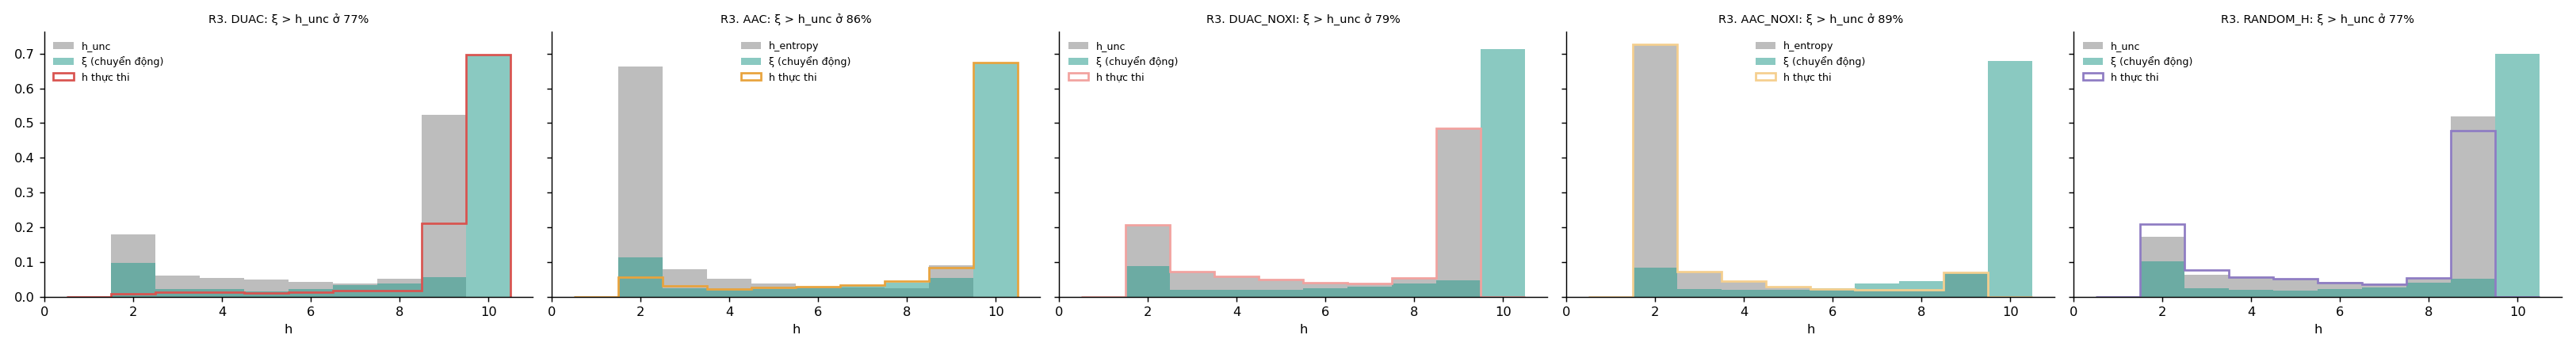 R3. DUAC: ξ > h_unc ở 77%
h_unc
ξ (chuyển động)
h thực thi
0.7
0.6
0.5
0.4
0.3
0.2
0.1
0.0
0 2 4 6 8 10
h
R3. AAC: ξ > h_unc ở 86%
h_entropy
ξ (chuyển động)
h thực thi
0 2 4 6 8 10
h
R3. DUAC_NOXI: ξ > h_unc ở 79%
h_unc
ξ (chuyển động)
h thực thi
0 2 4 6 8 10
h
R3. AAC_NOXI: ξ > h_unc ở 89%
h_entropy
ξ (chuyển động)
h thực thi
0 2 4 6 8 10
h
R3. RANDOM_H: ξ > h_unc ở 77%
h_unc
ξ (chuyển động)
h thực thi
0 2 4 6 8 10
h